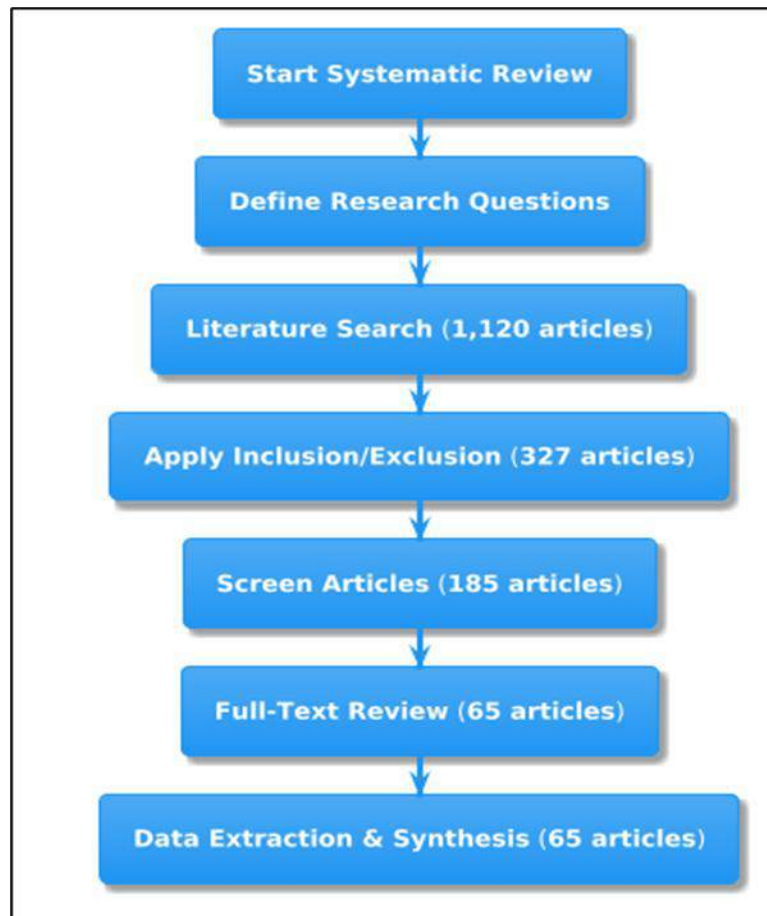 Start Systematic Review
Define Research Questions
Literature Search (1,120 articles)
Apply Inclusion/Exclusion (327 articles)
Screen Articles (185 articles)
Full-Text Review (65 articles)
Data Extraction & Synthesis (65 articles)